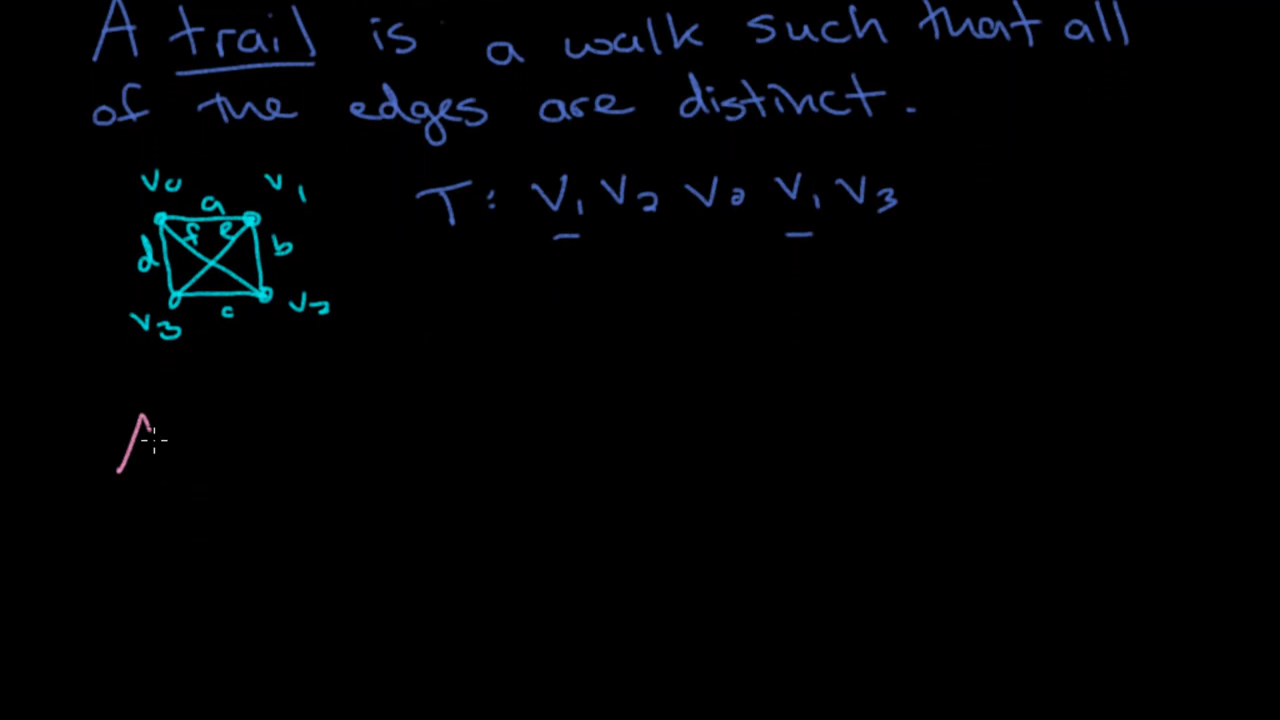 A trail is a walk such that all
of the edges are distinct.
T: V1 V2 V0 V1 V3
V0 V1
a
f e
d b
c
V3 V2